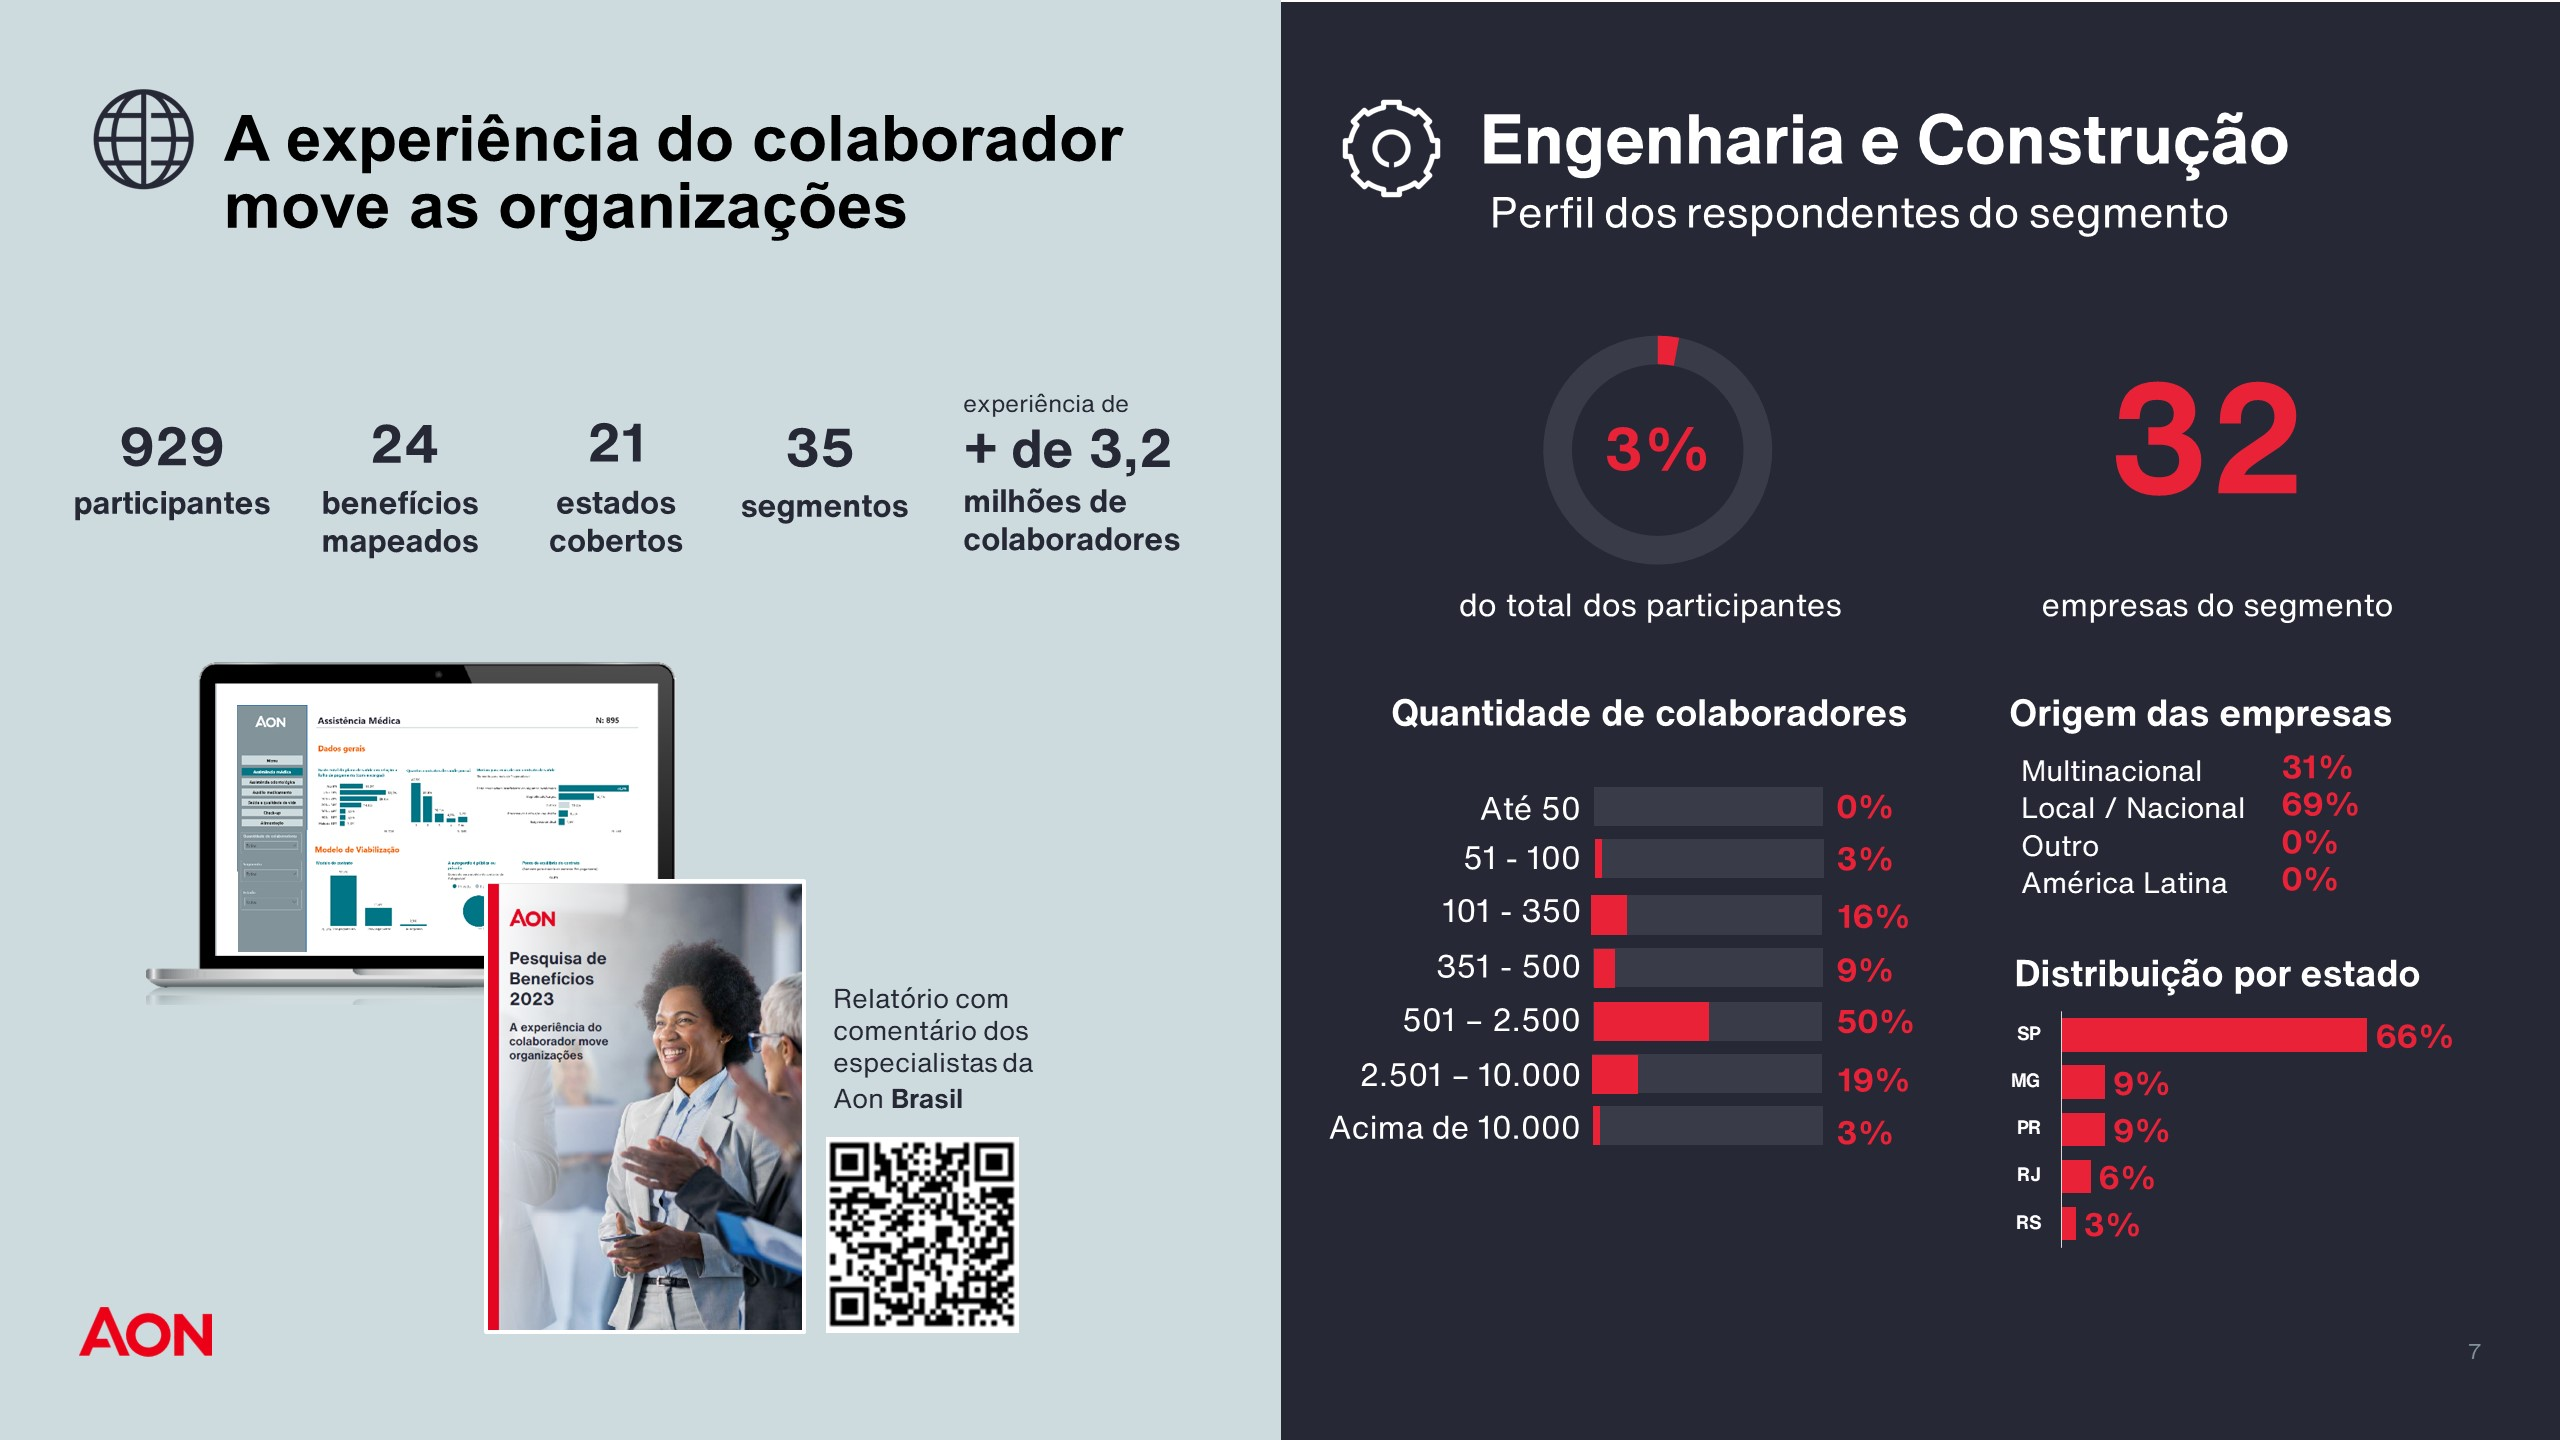 A experiência do colaborador
move as organizações
929
participantes
24
benefícios
mapeados
21
estados
cobertos
35
segmentos
experiência de
+ de 3,2
milhões de
colaboradores
AON
Assistência Médica
N: 895
Dados gerais
Menu
Modelo de Viabilização
AON
Pesquisa de
Benefícios
2023
A experiência do
colaborador move
organizações
Relatório com
comentário dos
especialistas da
Aon Brasil
AON
Engenharia e Construção
Perfil dos respondentes do segmento
3%
do total dos participantes
32
empresas do segmento
Quantidade de colaboradores
Até 50 0%
51 - 100 3%
101 - 350 16%
351 - 500 9%
501 – 2.500 50%
2.501 – 10.000 19%
Acima de 10.000 3%
Origem das empresas
Multinacional 31%
Local / Nacional 69%
Outro 0%
América Latina 0%
Distribuição por estado
SP 66%
MG 9%
PR 9%
RJ 6%
RS 3%
7